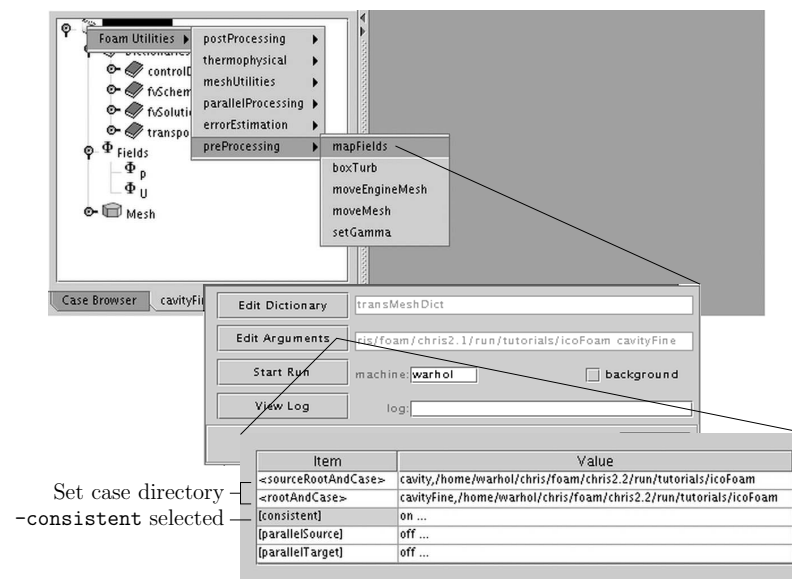 Foam Utilities
postProcessing
thermophysical
meshUtilities
parallelProcessing
errorEstimation
preProcessing
mapFields
boxTurb
moveEngineMesh
moveMesh
setGamma
Dictionaries
controlD
fvSchem
fvSoluti
transpo
Fields
p
U
Mesh
Case Browser
cavityFi
Edit Dictionary
transMeshDict
Edit Arguments
ris/foam/chris2.1/run/tutorials/icoFoam cavityFine
Start Run
machine: warhol
background
View Log
log:
Item Value
<sourceRootAndCase> cavity,/home/warhol/chris/foam/chris2.2/run/tutorials/icoFoam
<rootAndCase> cavityFine,/home/warhol/chris/foam/chris2.2/run/tutorials/icoFoam
[consistent] on ...
[parallelSource] off ...
[parallelTarget] off ...
Set case directory
-consistent selected